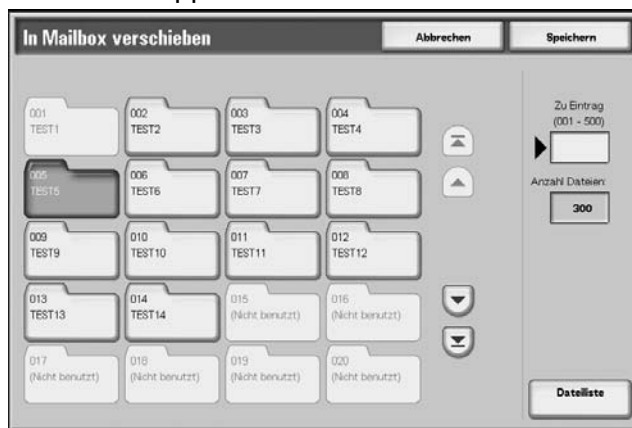 In Mailbox verschieben
Abbrechen
Speichern
001
TEST1
002
TEST2
003
TEST3
004
TEST4
005
TEST5
006
TEST6
007
TEST7
008
TEST8
009
TEST9
010
TEST10
011
TEST11
012
TEST12
013
TEST13
014
TEST14
015
(Nicht benutzt)
016
(Nicht benutzt)
017
(Nicht benutzt)
018
(Nicht benutzt)
019
(Nicht benutzt)
020
(Nicht benutzt)
Zu Eintrag
(001 - 500)
Anzahl Dateien:
300
Dateiliste